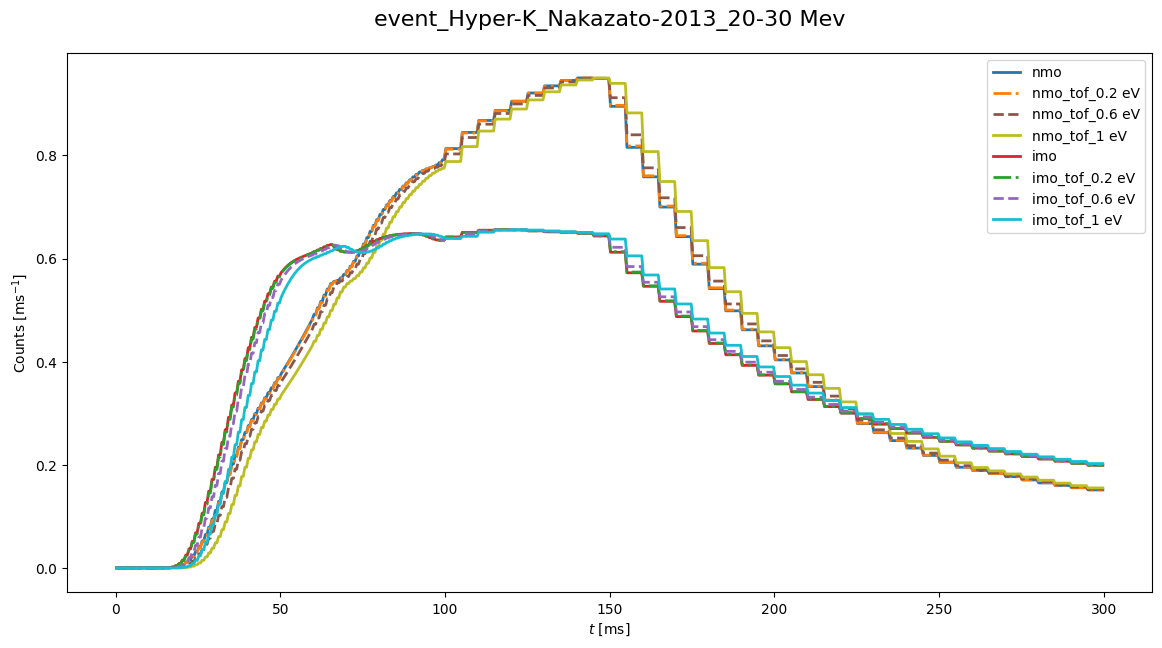 event_Hyper-K_Nakazato-2013_20-30 Mev
Counts [ms⁻¹]
0.8
0.6
0.4
0.2
0.0
0 50 100 150 200 250 300
t [ms]
nmo
nmo_tof_0.2 eV
nmo_tof_0.6 eV
nmo_tof_1 eV
imo
imo_tof_0.2 eV
imo_tof_0.6 eV
imo_tof_1 eV